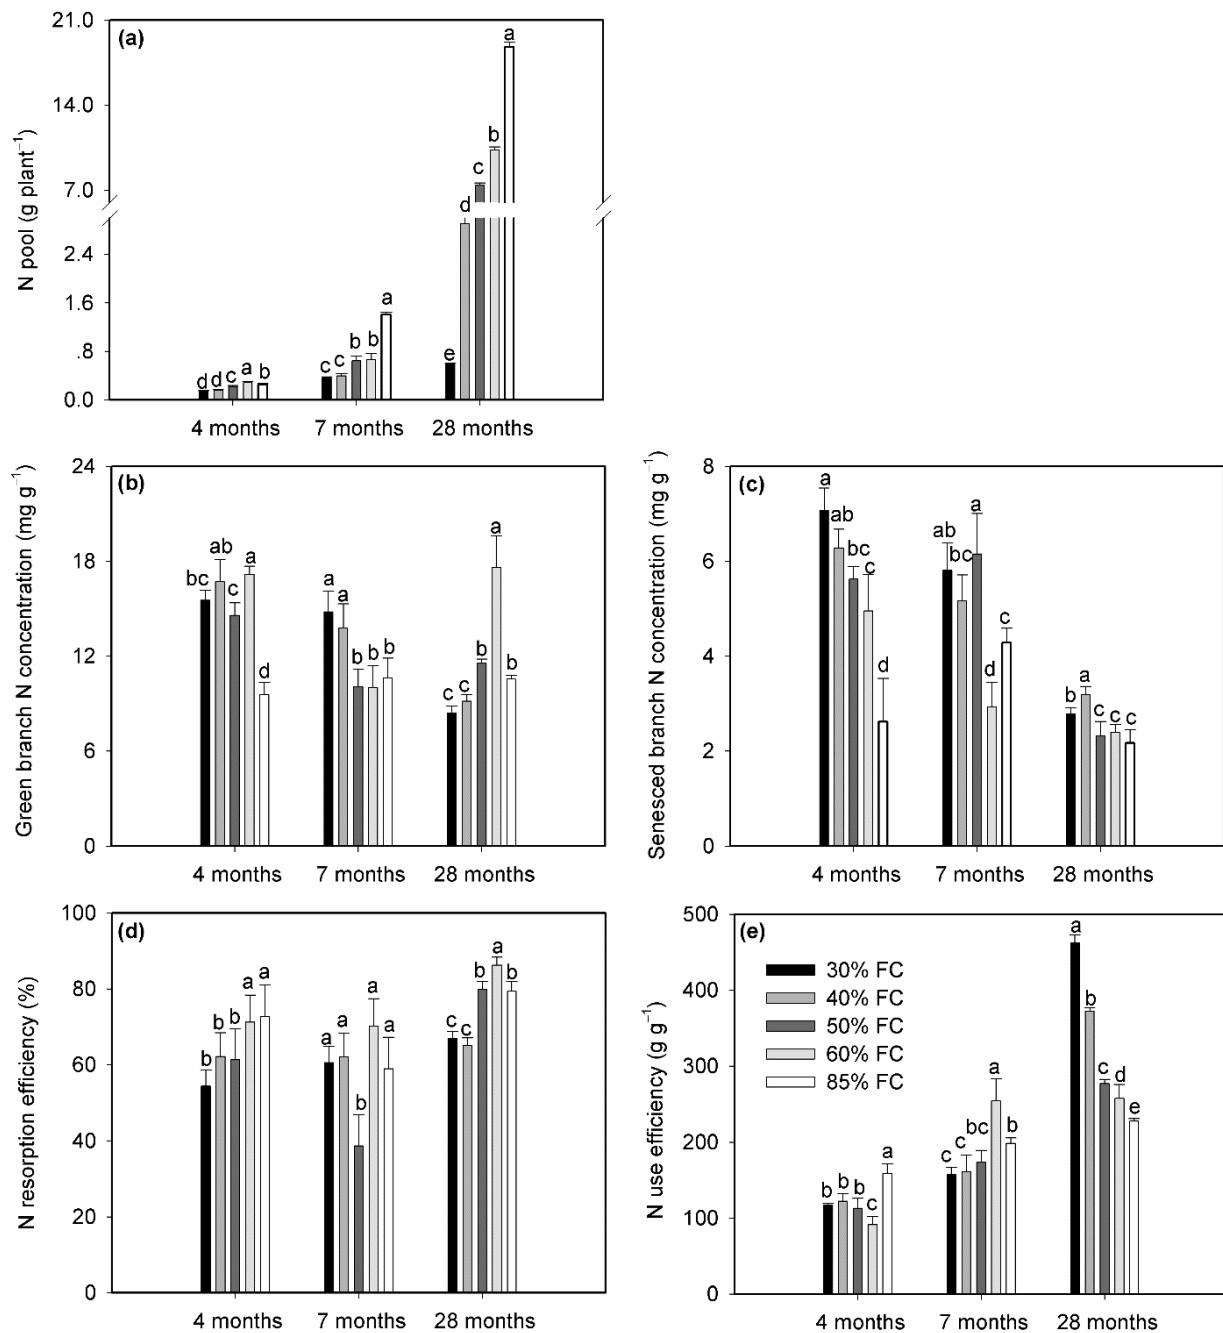 (a)
N pool (g plant⁻¹)
21.0
14.0
7.0
2.4
1.6
.8
0.0
d d c a b
c c b b a
e d c b a
4 months 7 months 28 months
(b)
Green branch N concentration (mg g⁻¹)
24
18
12
6
0
bc ab c a d
a a b b b
c c b a b
4 months 7 months 28 months
(c)
Senesced branch N concentration (mg g⁻¹)
8
6
4
2
0
a ab bc c d
ab bc a d c
b a c c c
4 months 7 months 28 months
(d)
N resorption efficiency (%)
100
80
60
40
20
0
b b b a a
a a b a a
c c b a b
4 months 7 months 28 months
(e)
N use efficiency (g g⁻¹)
500
400
300
200
100
0
30% FC
40% FC
50% FC
60% FC
85% FC
b b b c a
c c bc a b
a b c d e
4 months 7 months 28 months